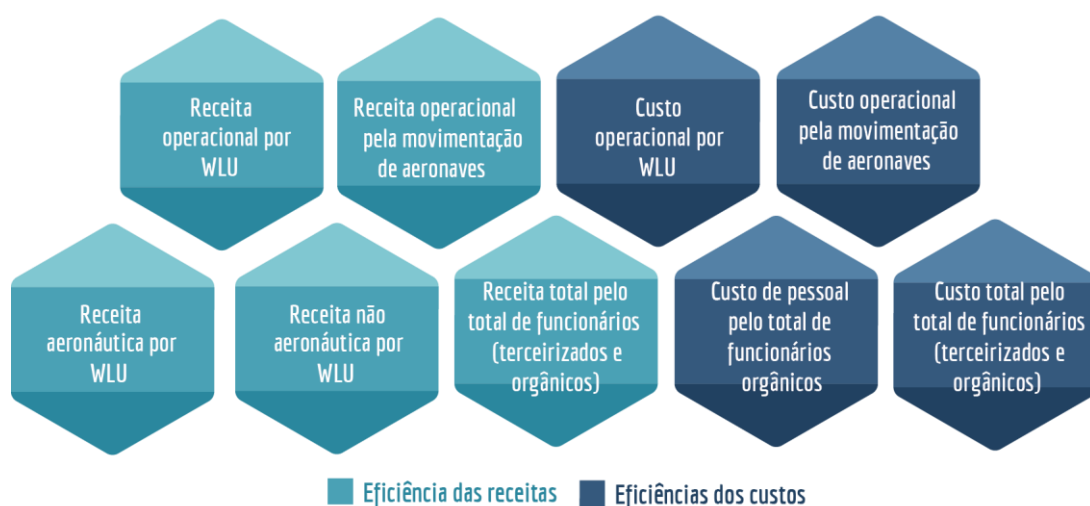 Receita
operacional por
WLU
Receita operacional
pela movimentação
de aeronaves
Custo
operacional por
WLU
Custo operacional
pela movimentação
de aeronaves
Receita
aeronáutica por
WLU
Receita não
aeronáutica por
WLU
Receita total pelo
total de funcionários
(terceirizados e
orgânicos)
Custo de pessoal
pelo total de
funcionários
orgânicos
Custo total pelo
total de funcionários
(terceirizados e
orgânicos)
Eficiência das receitas
Eficiências dos custos